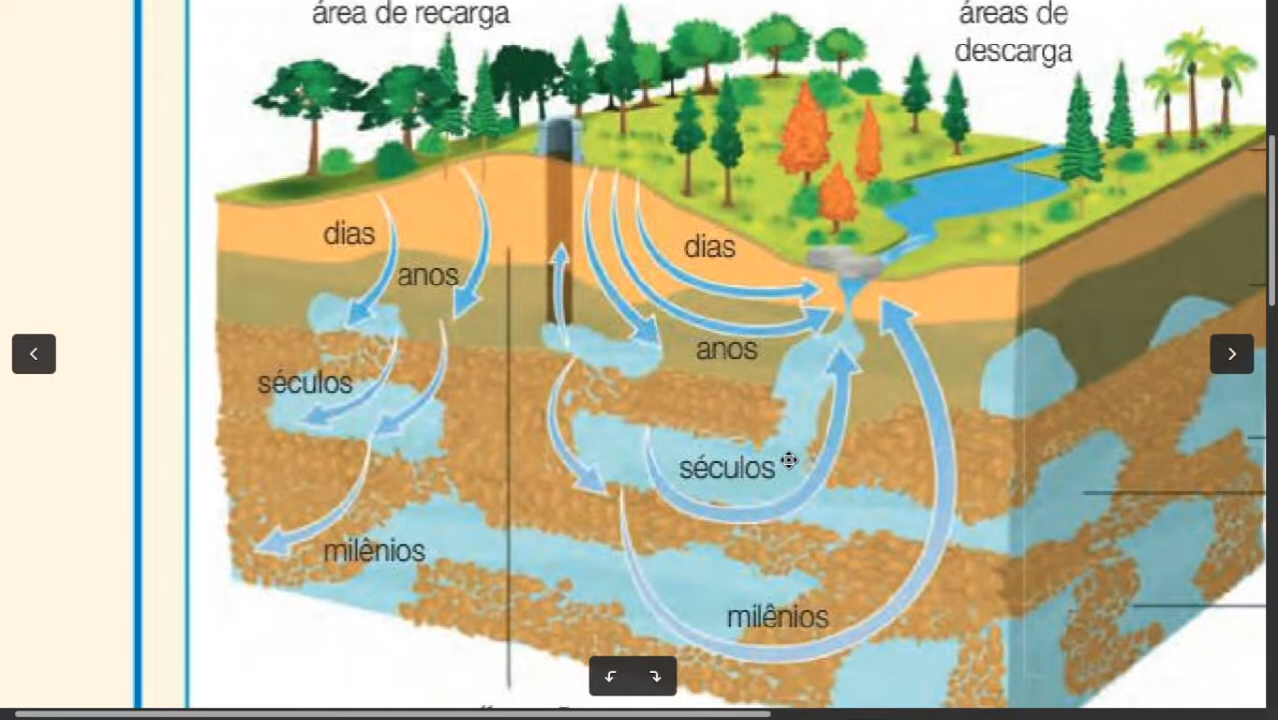 área de recarga
áreas de
descarga
dias
dias
anos
anos
séculos
séculos
milênios
milênios